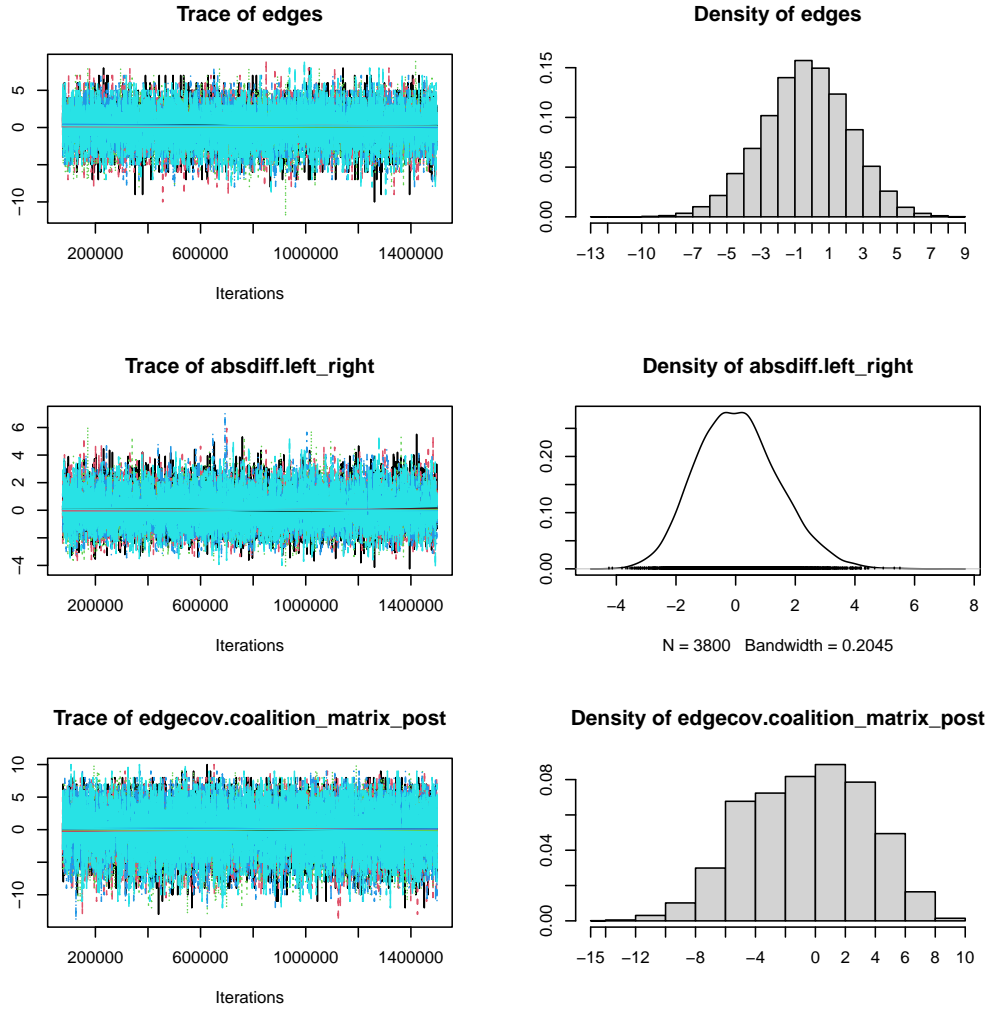 Trace of edges
Density of edges
5
0
−10
200000 600000 1000000 1400000
Iterations
0.15
0.10
0.05
0.00
−13 −10 −7 −5 −3 −1 1 3 5 7 9
Trace of absdiff.left_right
Density of absdiff.left_right
6
4
2
0
−4
200000 600000 1000000 1400000
Iterations
0.20
0.10
0.00
−4 −2 0 2 4 6 8
N = 3800 Bandwidth = 0.2045
Trace of edgecov.coalition_matrix_post
Density of edgecov.coalition_matrix_post
10
5
0
−10
200000 600000 1000000 1400000
Iterations
0.08
0.04
0.00
−15 −12 −8 −4 0 2 4 6 8 10